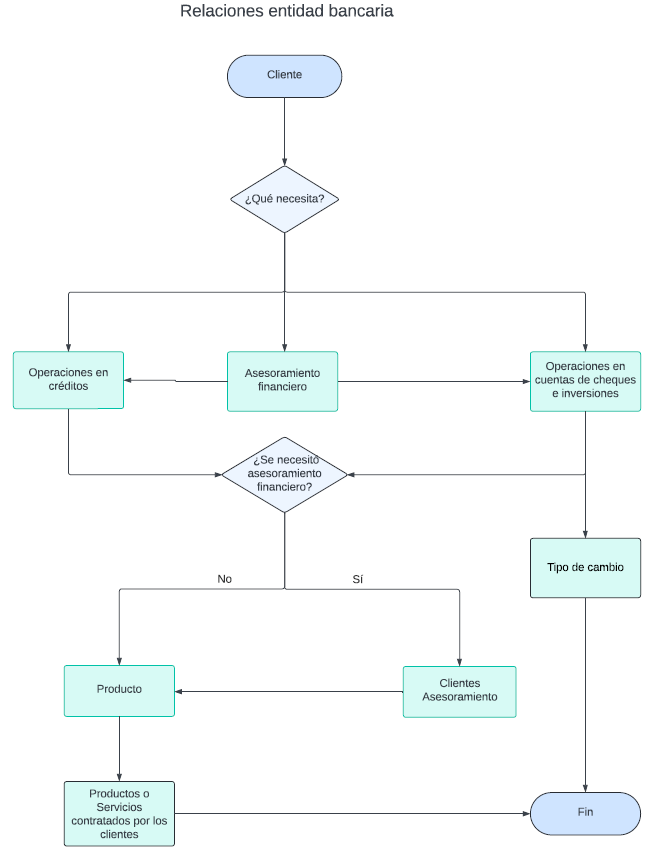 Relaciones entidad bancaria
Cliente
¿Qué necesita?
Operaciones en
créditos
Asesoramiento
financiero
Operaciones en
cuentas de cheques
e inversiones
¿Se necesitó
asesoramiento
financiero?
Tipo de cambio
No
Sí
Producto
Clientes
Asesoramiento
Productos o
Servicios
contratados por los
clientes
Fin